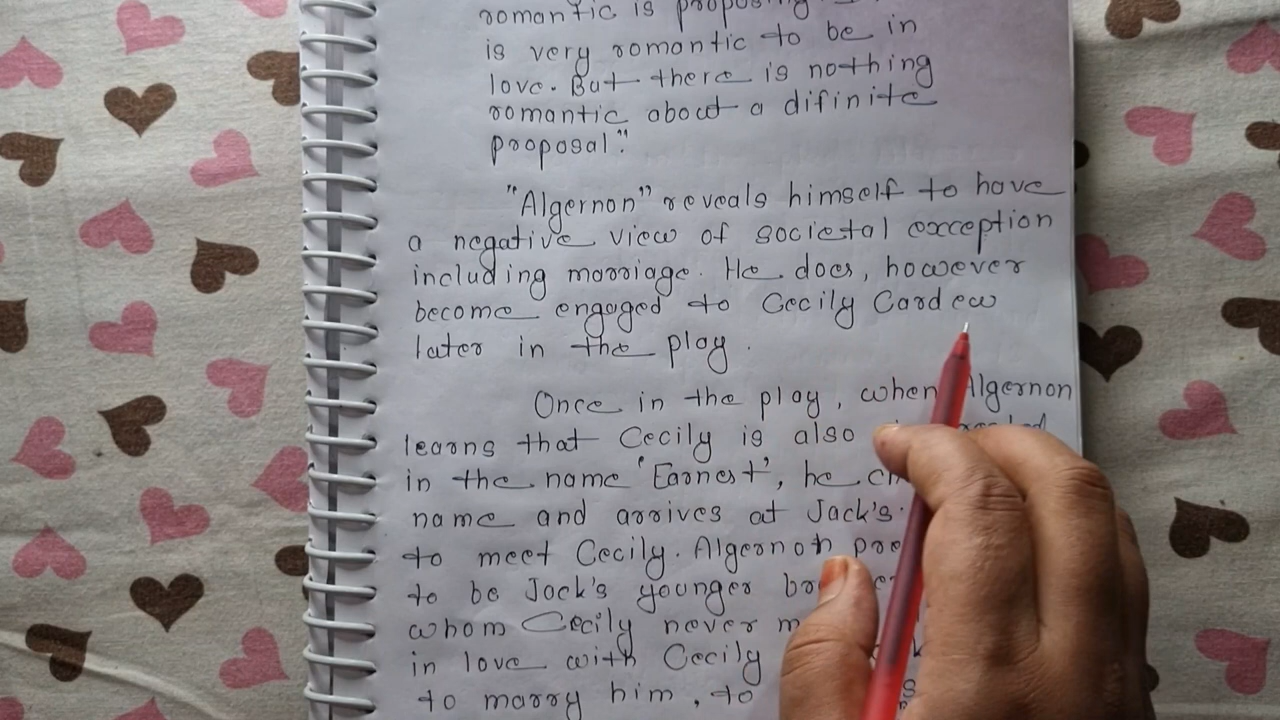 romantic is proposing
is very romantic to be in
love. But there is nothing
romantic about a difinite
proposal."
"Algernon" reveals himself to have
a negative view of societal exception
including marriage. He does, however
become engaged to Cecily Cardew
later in the play.
Once in the play, when Algernon
learns that Cecily is also
in the name 'Earnest', he
name and arrives at Jack's
to meet Cecily. Algernon
to be Jack's younger
whom Cecily never
in love with Cecily
to marry him, to